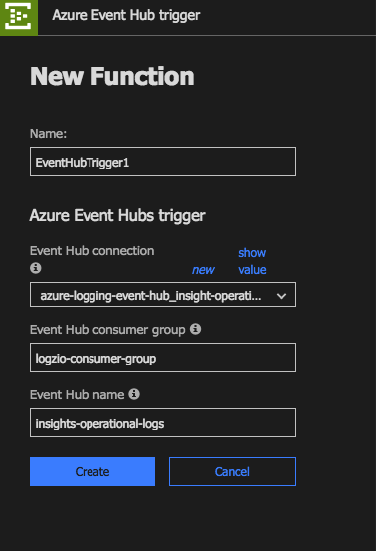 Azure Event Hub trigger
New Function
Name:
EventHubTrigger1
Azure Event Hubs trigger
Event Hub connection
new
show value
azure-logging-event-hub_insight-operati...
Event Hub consumer group
logzio-consumer-group
Event Hub name
insights-operational-logs
Create
Cancel